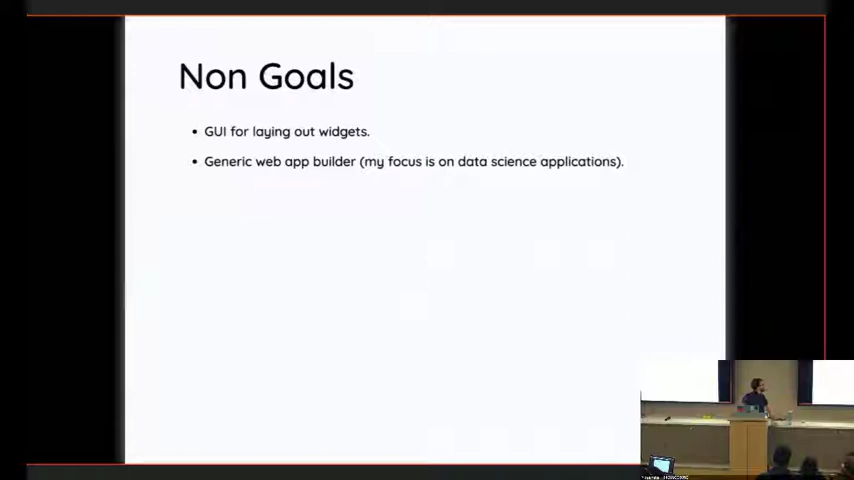 Non Goals
• GUI for laying out widgets.
• Generic web app builder (my focus is on data science applications).